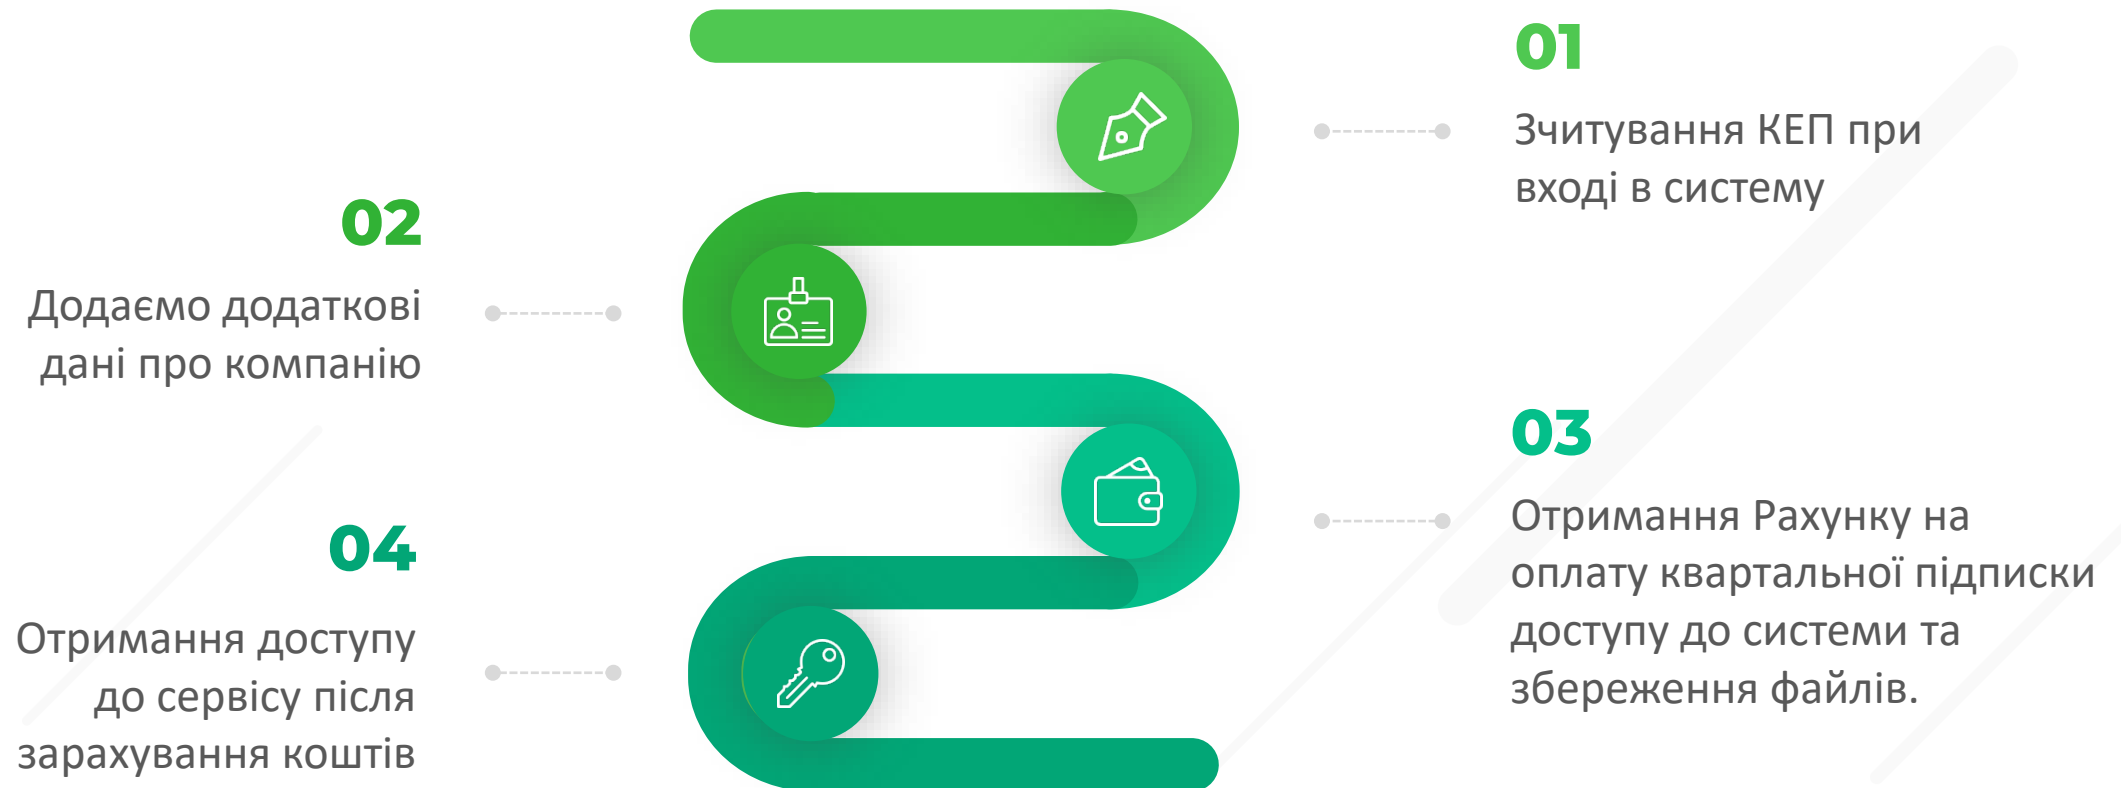 01
Зчитування КЕП при
вході в систему
02
Додаємо додаткові
дані про компанію
03
Отримання Рахунку на
оплату квартальної підписки
доступу до системи та
збереження файлів.
04
Отримання доступу
до сервісу після
зарахування коштів